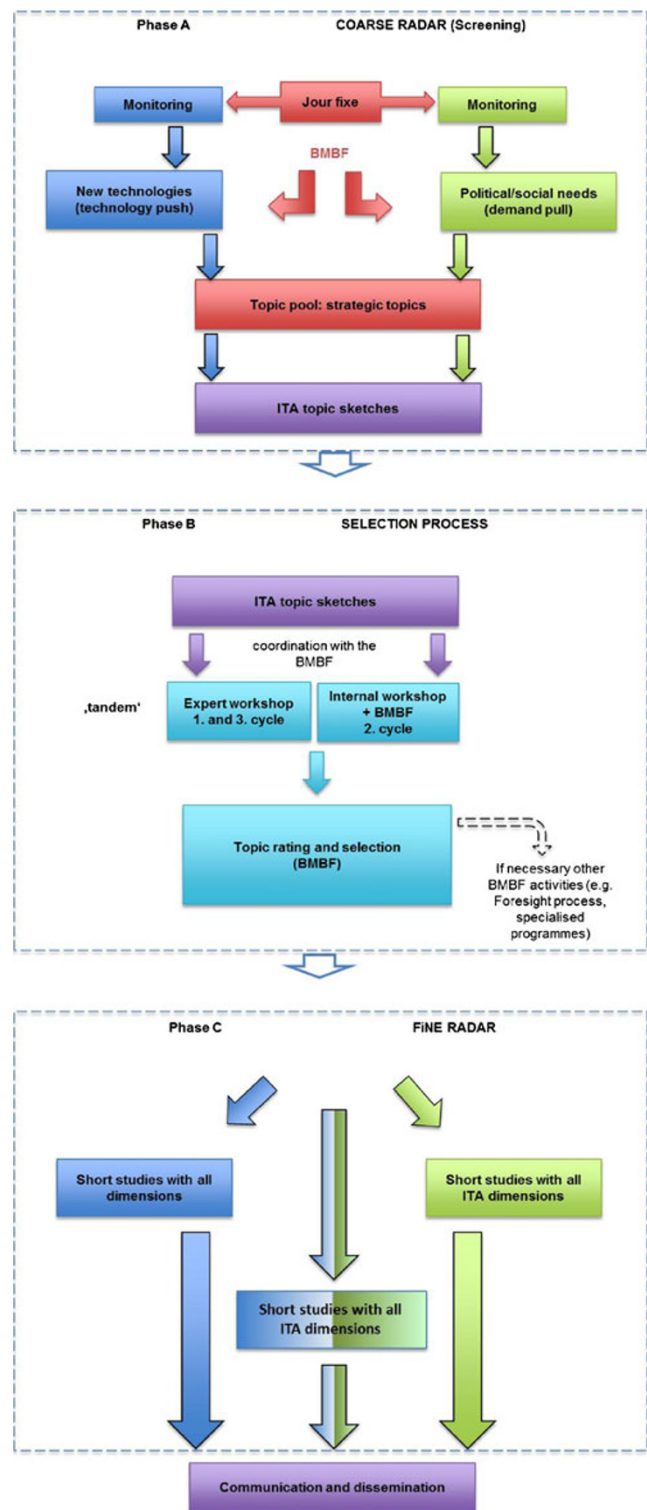 Phase A
COARSE RADAR (Screening)
Monitoring
Jour fixe
Monitoring
BMBF
New technologies
(technology push)
Political/social needs
(demand pull)
Topic pool: strategic topics
ITA topic sketches
Phase B
SELECTION PROCESS
ITA topic sketches
coordination with the
BMBF
‚tandem‘
Expert workshop
1. and 3. cycle
Internal workshop
+ BMBF
2. cycle
Topic rating and selection
(BMBF)
If necessary other
BMBF activities (e.g.
Foresight process,
specialised
programmes)
Phase C
FiNE RADAR
Short studies with all
dimensions
Short studies with all
ITA dimensions
Short studies with all
ITA dimensions
Communication and dissemination